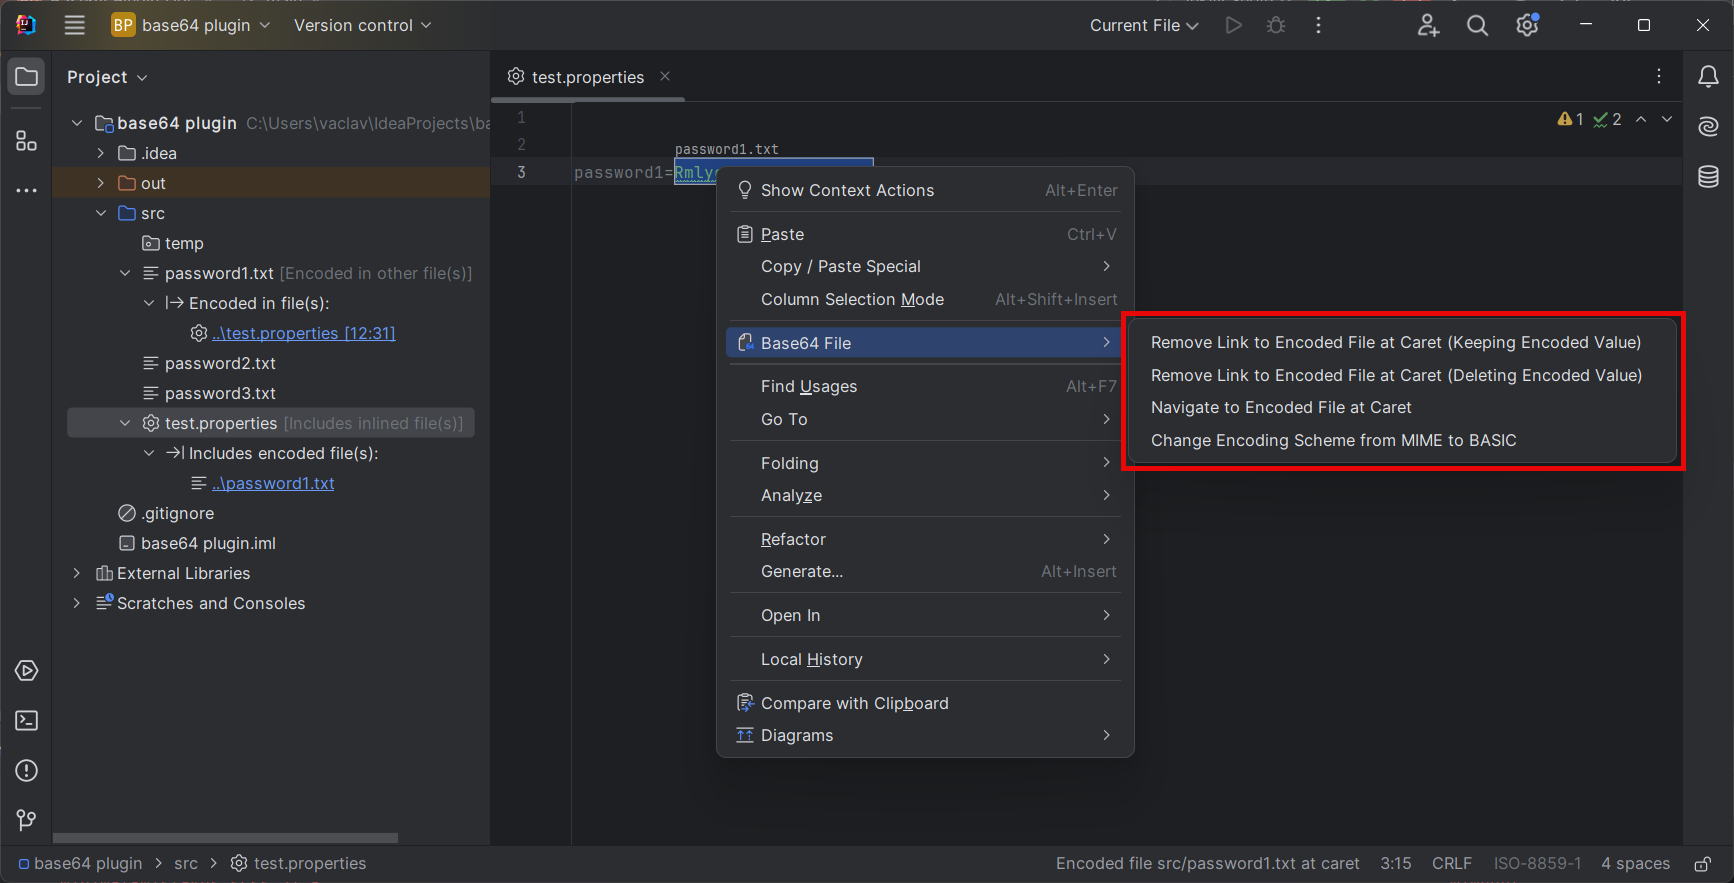 BP base64 plugin
Version control
Current File
Project
test.properties
base64 plugin C:\Users\vaclav\IdeaProjects\ba
.idea
out
src
temp
password1.txt [Encoded in other file(s)]
Encoded in file(s):
..\test.properties [12:31]
password2.txt
password3.txt
test.properties [Includes inlined file(s)]
Includes encoded file(s):
..\password1.txt
.gitignore
base64 plugin.iml
External Libraries
Scratches and Consoles
1
2
3
password1.txt
password1=Rmly
1 2
Show Context Actions Alt+Enter
Paste Ctrl+V
Copy / Paste Special
Column Selection Mode Alt+Shift+Insert
Base64 File
Find Usages Alt+F7
Go To
Folding
Analyze
Refactor
Generate... Alt+Insert
Open In
Local History
Compare with Clipboard
Diagrams
Remove Link to Encoded File at Caret (Keeping Encoded Value)
Remove Link to Encoded File at Caret (Deleting Encoded Value)
Navigate to Encoded File at Caret
Change Encoding Scheme from MIME to BASIC
base64 plugin > src > test.properties
Encoded file src/password1.txt at caret 3:15 CRLF ISO-8859-1 4 spaces